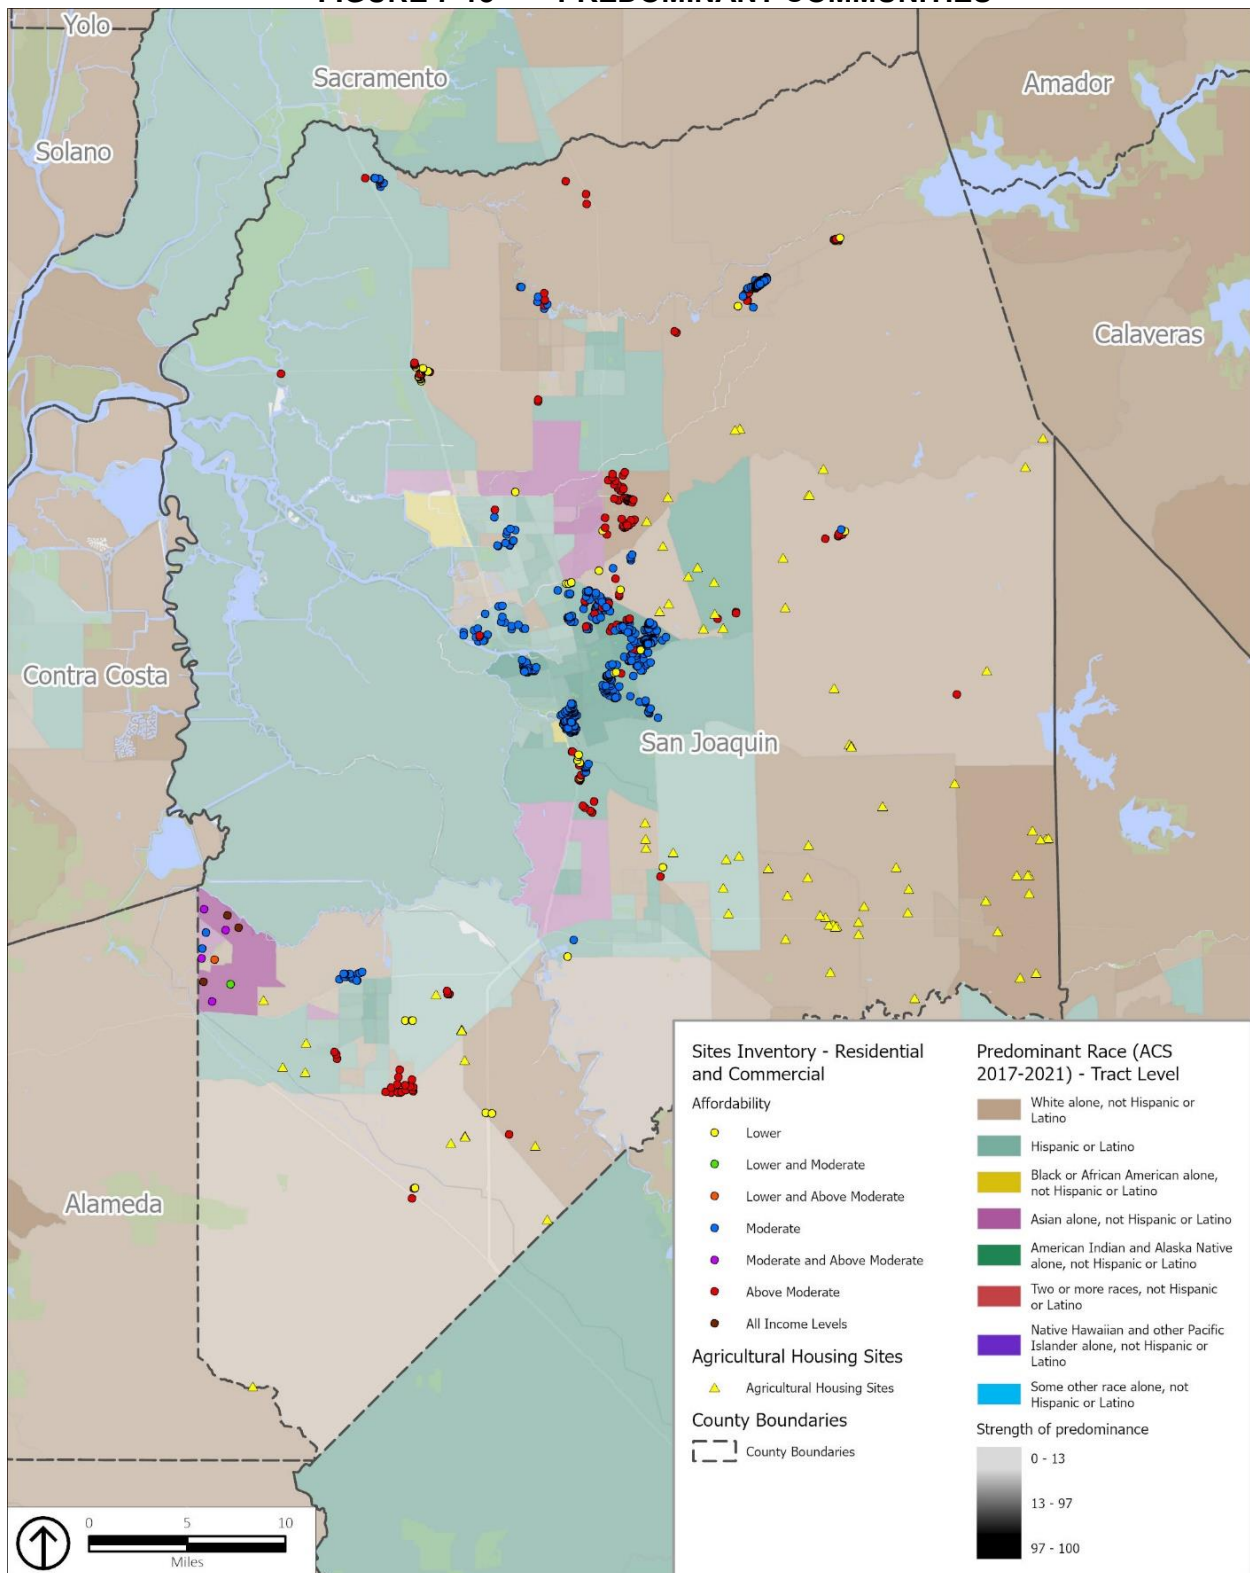 PREDOMINANT COMMUNITIES
Yolo
Sacramento
Amador
Solano
Calaveras
Contra Costa
San Joaquin
Alameda
Sites Inventory - Residential
and Commercial
Affordability
Lower
Lower and Moderate
Lower and Above Moderate
Moderate
Moderate and Above Moderate
Above Moderate
All Income Levels
Agricultural Housing Sites
Agricultural Housing Sites
County Boundaries
County Boundaries
Predominant Race (ACS
2017-2021) - Tract Level
White alone, not Hispanic or
Latino
Hispanic or Latino
Black or African American alone,
not Hispanic or Latino
Asian alone, not Hispanic or Latino
American Indian and Alaska Native
alone, not Hispanic or Latino
Two or more races, not Hispanic
or Latino
Native Hawaiian and other Pacific
Islander alone, not Hispanic or
Latino
Some other race alone, not
Hispanic or Latino
Strength of predominance
0 - 13
13 - 97
97 - 100
0 5 10
Miles